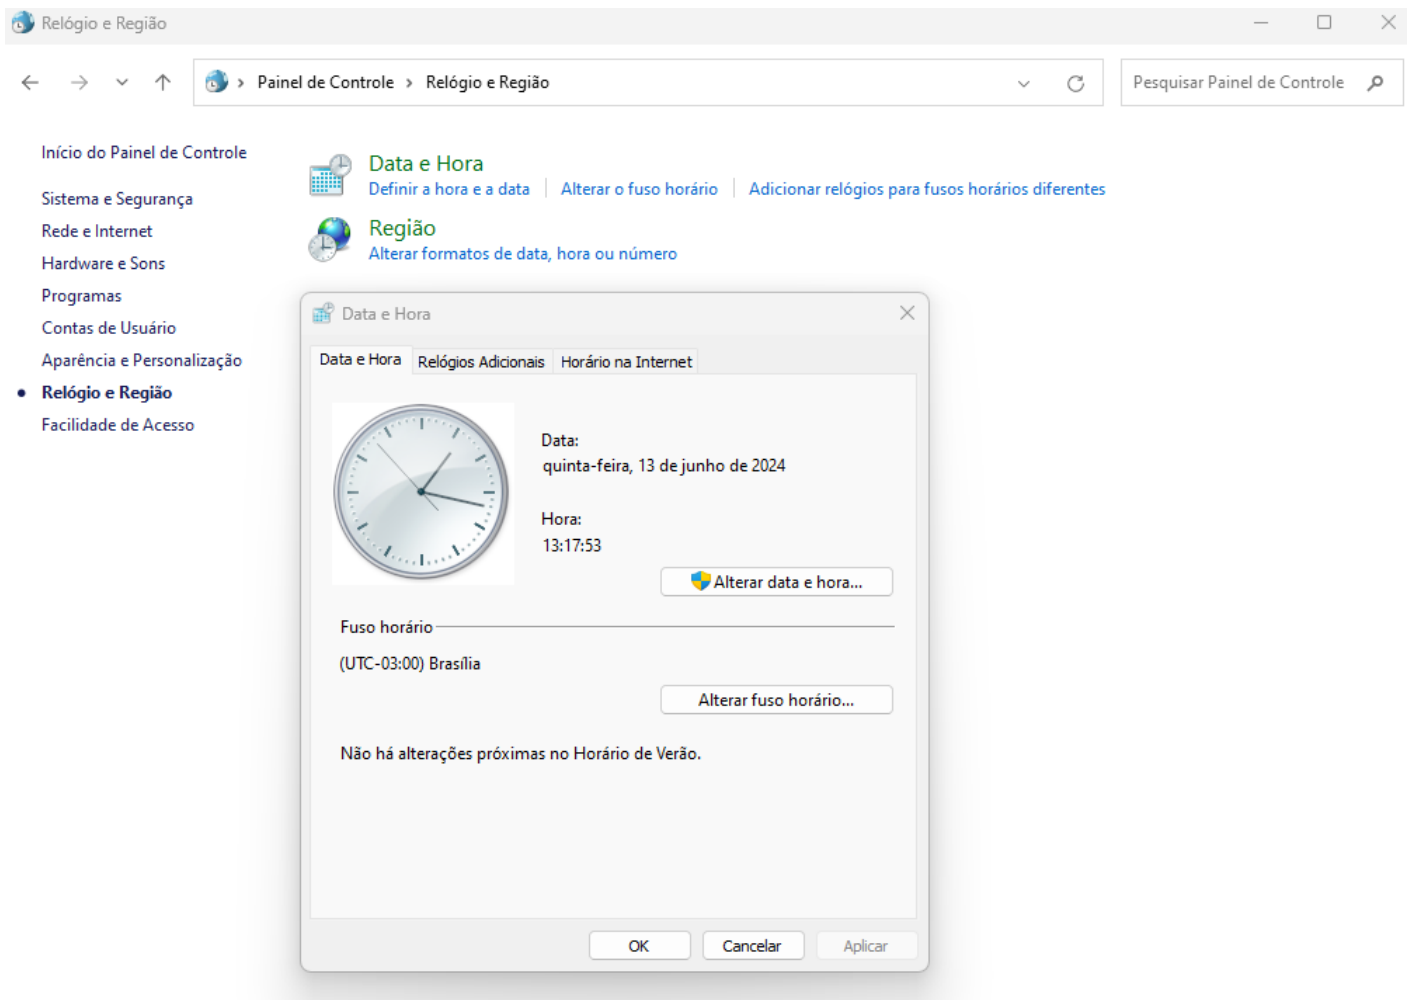 Relógio e Região
Painel de Controle › Relógio e Região
Pesquisar Painel de Controle
Início do Painel de Controle
Sistema e Segurança
Rede e Internet
Hardware e Sons
Programas
Contas de Usuário
Aparência e Personalização
Relógio e Região
Facilidade de Acesso
Data e Hora
Definir a hora e a data | Alterar o fuso horário | Adicionar relógios para fusos horários diferentes
Região
Alterar formatos de data, hora ou número
Data e Hora
Data e Hora Relógios Adicionais Horário na Internet
Data:
quinta-feira, 13 de junho de 2024
Hora:
13:17:53
Alterar data e hora...
Fuso horário
(UTC-03:00) Brasília
Alterar fuso horário...
Não há alterações próximas no Horário de Verão.
OK Cancelar Aplicar